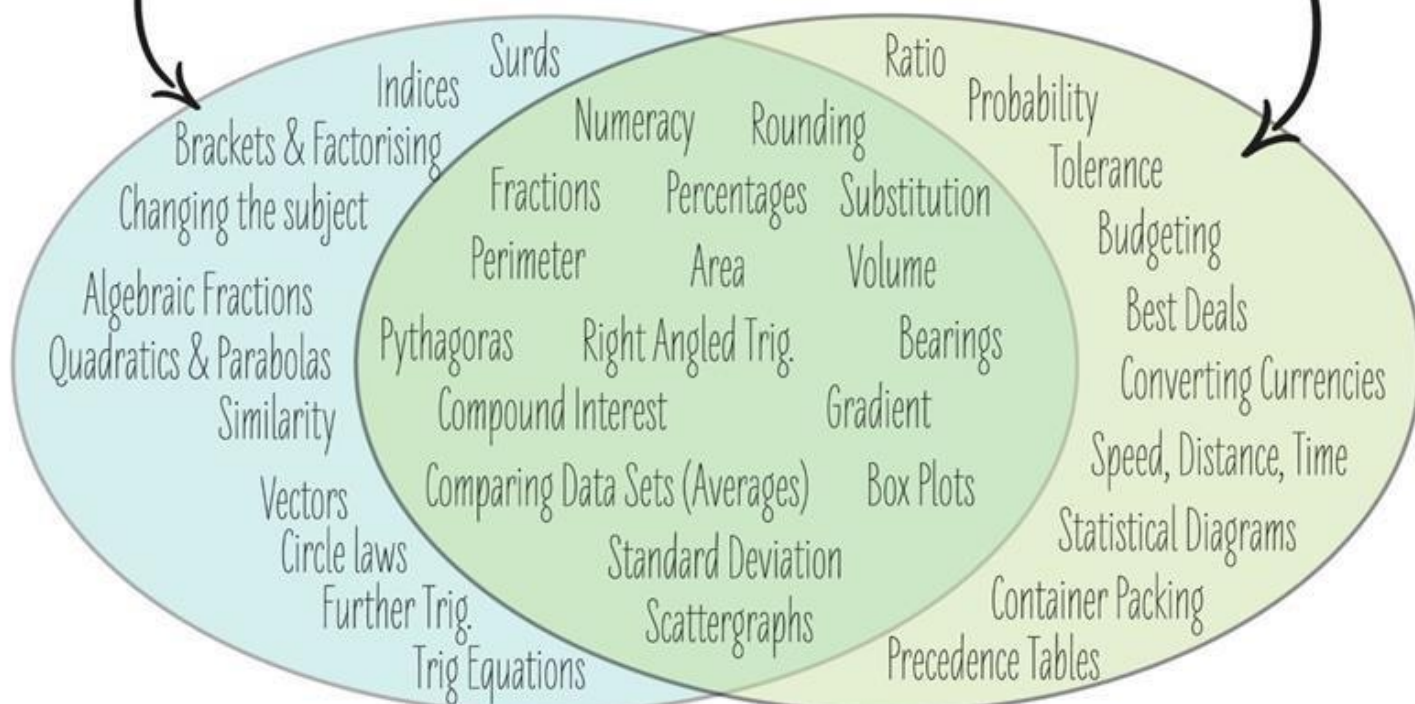 Surds
Indices
Brackets & Factorising
Changing the subject
Algebraic Fractions
Quadratics & Parabolas
Similarity
Vectors
Circle laws
Further Trig.
Trig Equations
Numeracy Rounding
Fractions Percentages Substitution
Perimeter Area Volume
Pythagoras Right Angled Trig. Bearings
Compound Interest Gradient
Comparing Data Sets (Averages) Box Plots
Standard Deviation
Scattergraphs
Ratio
Probability
Tolerance
Budgeting
Best Deals
Converting Currencies
Speed, Distance, Time
Statistical Diagrams
Container Packing
Precedence Tables